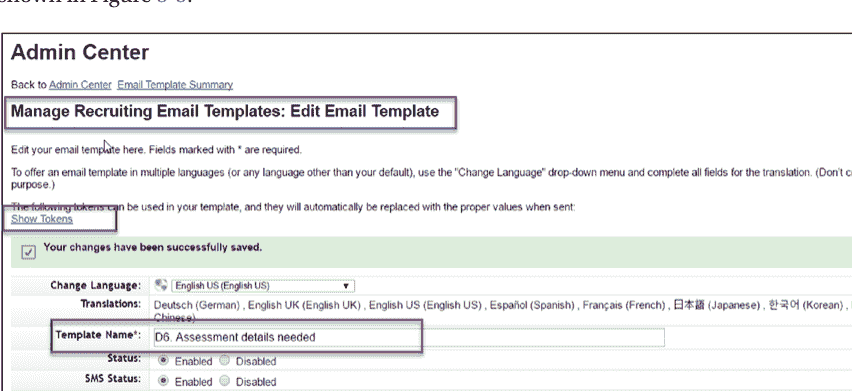 shown in Figure
Admin Center
Back to Admin Center Email Template Summary
Manage Recruiting Email Templates: Edit Email Template
Edit your email template here. Fields marked with * are required.
To offer an email template in multiple languages (or any language other than your default), use the "Change Language" drop-down menu and complete all fields for the translation. (Don't c
purpose.)
The following tokens can be used in your template, and they will automatically be replaced with the proper values when sent:
Show Tokens
Your changes have been successfully saved.
Change Language: English US (English US)
Translations: Deutsch (German) , English UK (English UK) , English US (English US) , Español (Spanish) , Français (French) , 日本語 (Japanese) , 한국어 (Korean) ,
Chinese)
Template Name*: D6. Assessment details needed
Status: Enabled Disabled
SMS Status: Enabled Disabled